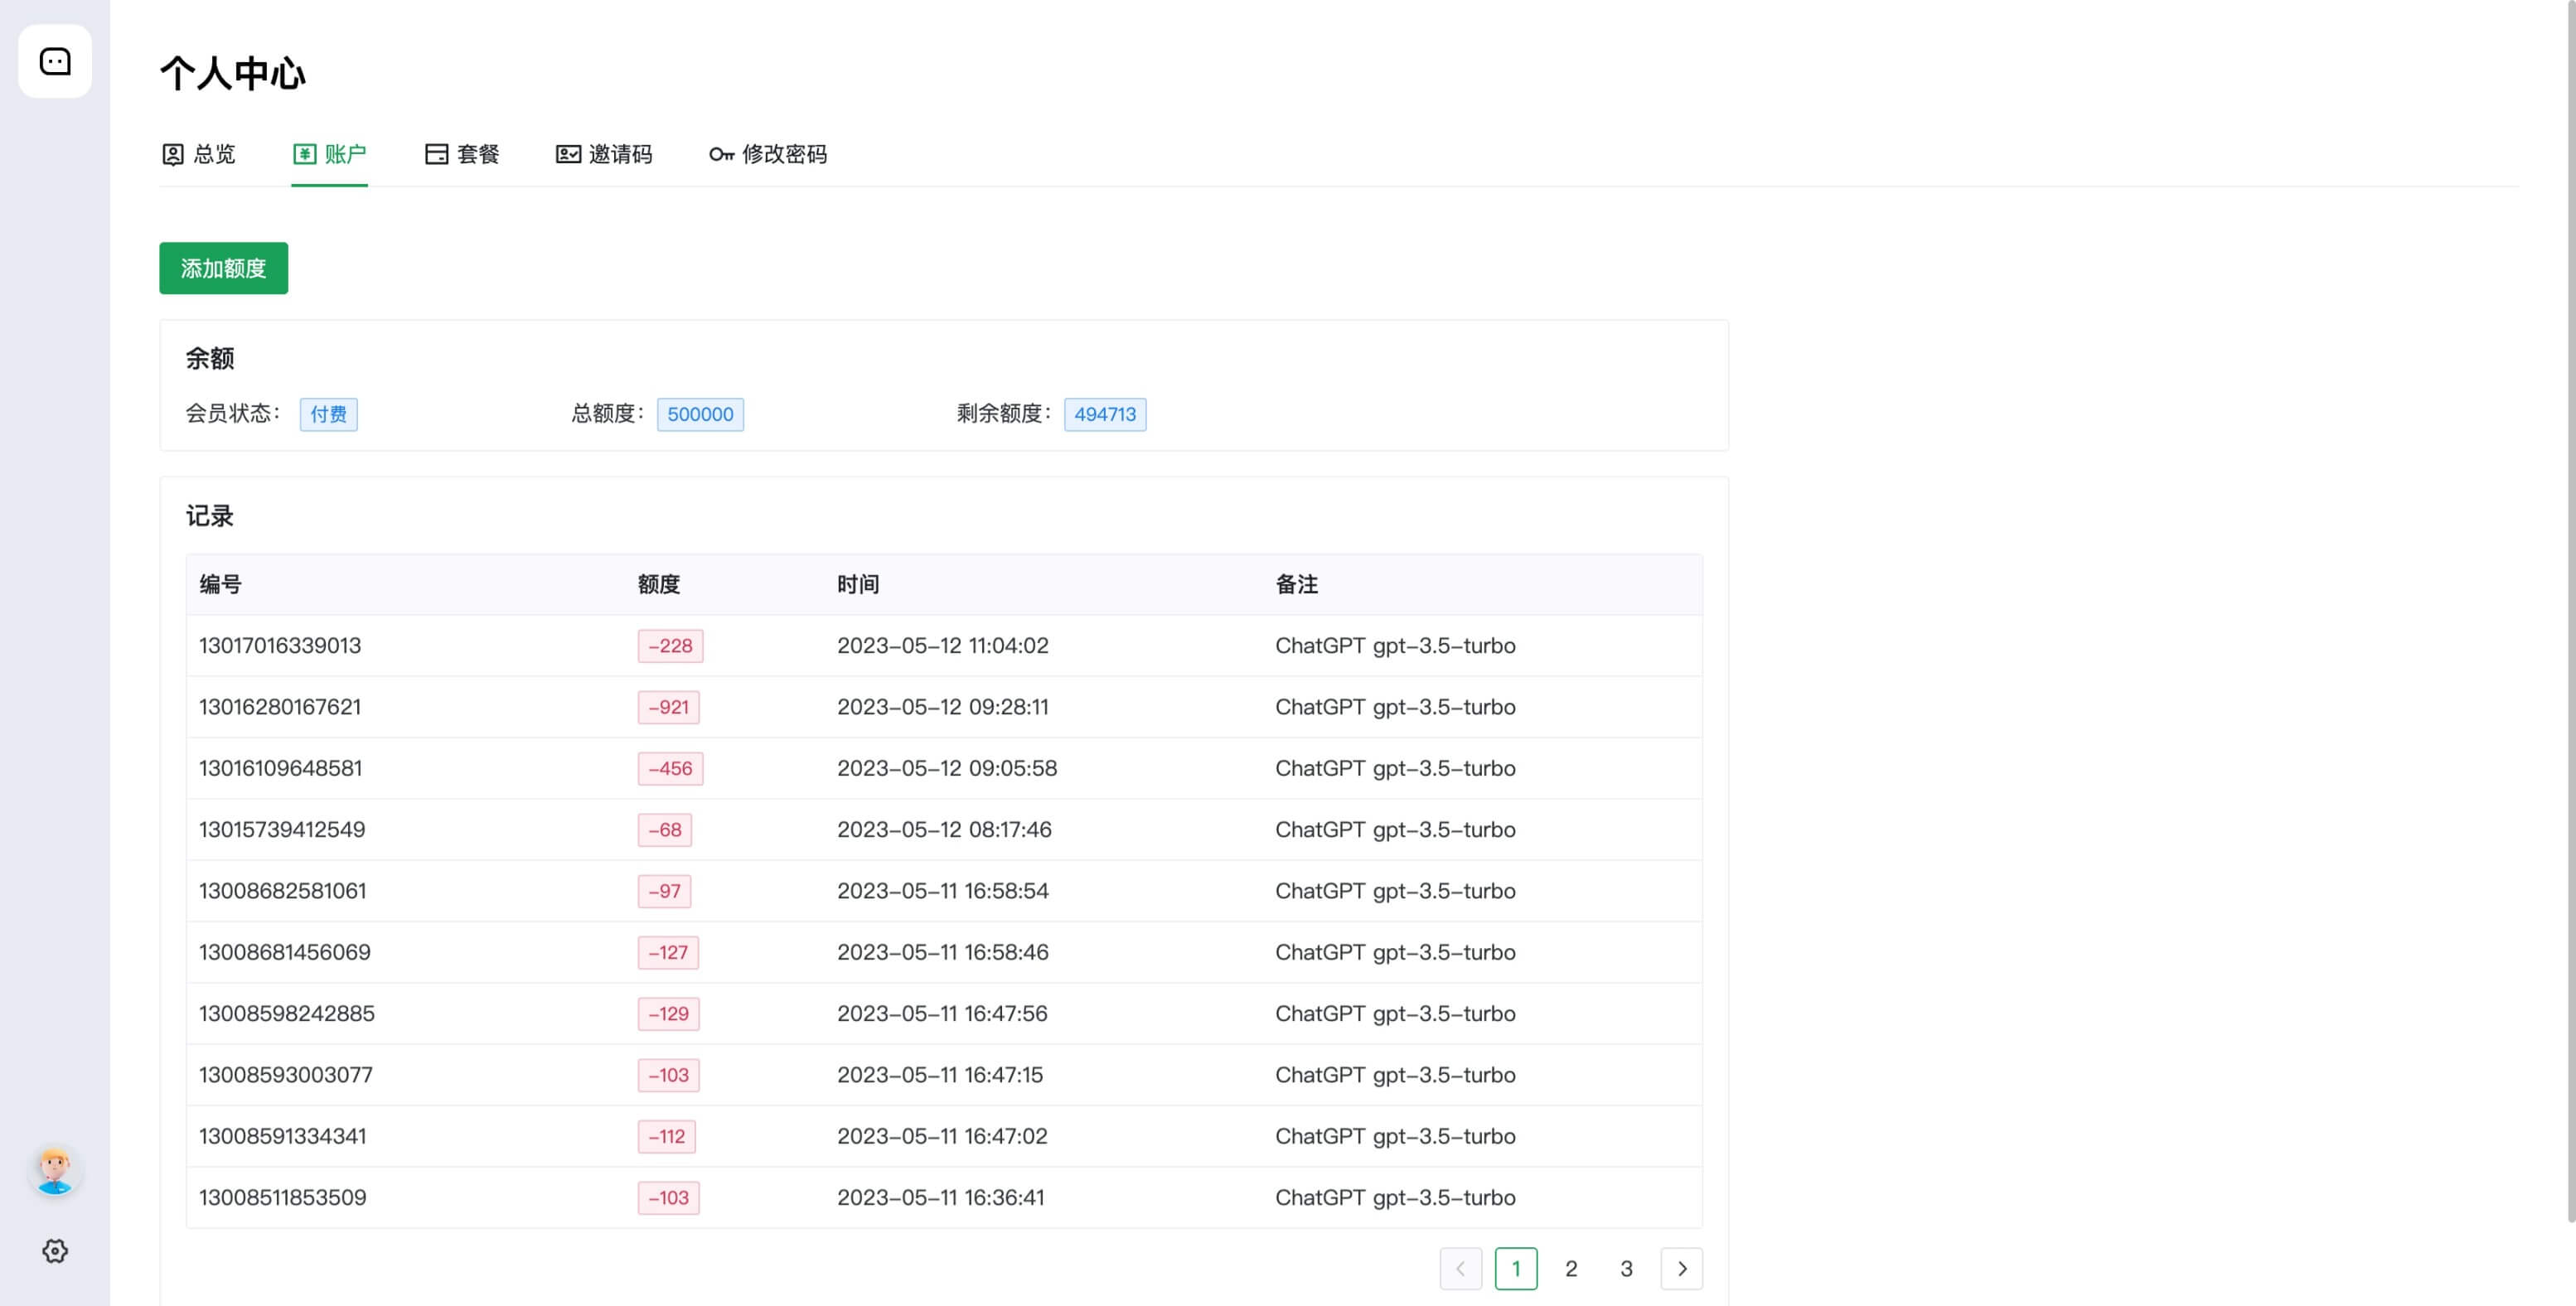 个人中心
总览 账户 套餐 邀请码 修改密码
添加额度
余额
会员状态： 付费 总额度： 500000 剩余额度： 494713
记录
编号 额度 时间 备注
13017016339013 -228 2023-05-12 11:04:02 ChatGPT gpt-3.5-turbo
13016280167621 -921 2023-05-12 09:28:11 ChatGPT gpt-3.5-turbo
13016109648581 -456 2023-05-12 09:05:58 ChatGPT gpt-3.5-turbo
13015739412549 -68 2023-05-12 08:17:46 ChatGPT gpt-3.5-turbo
13008682581061 -97 2023-05-11 16:58:54 ChatGPT gpt-3.5-turbo
13008681456069 -127 2023-05-11 16:58:46 ChatGPT gpt-3.5-turbo
13008598242885 -129 2023-05-11 16:47:56 ChatGPT gpt-3.5-turbo
13008593003077 -103 2023-05-11 16:47:15 ChatGPT gpt-3.5-turbo
13008591334341 -112 2023-05-11 16:47:02 ChatGPT gpt-3.5-turbo
13008511853509 -103 2023-05-11 16:36:41 ChatGPT gpt-3.5-turbo
1 2 3